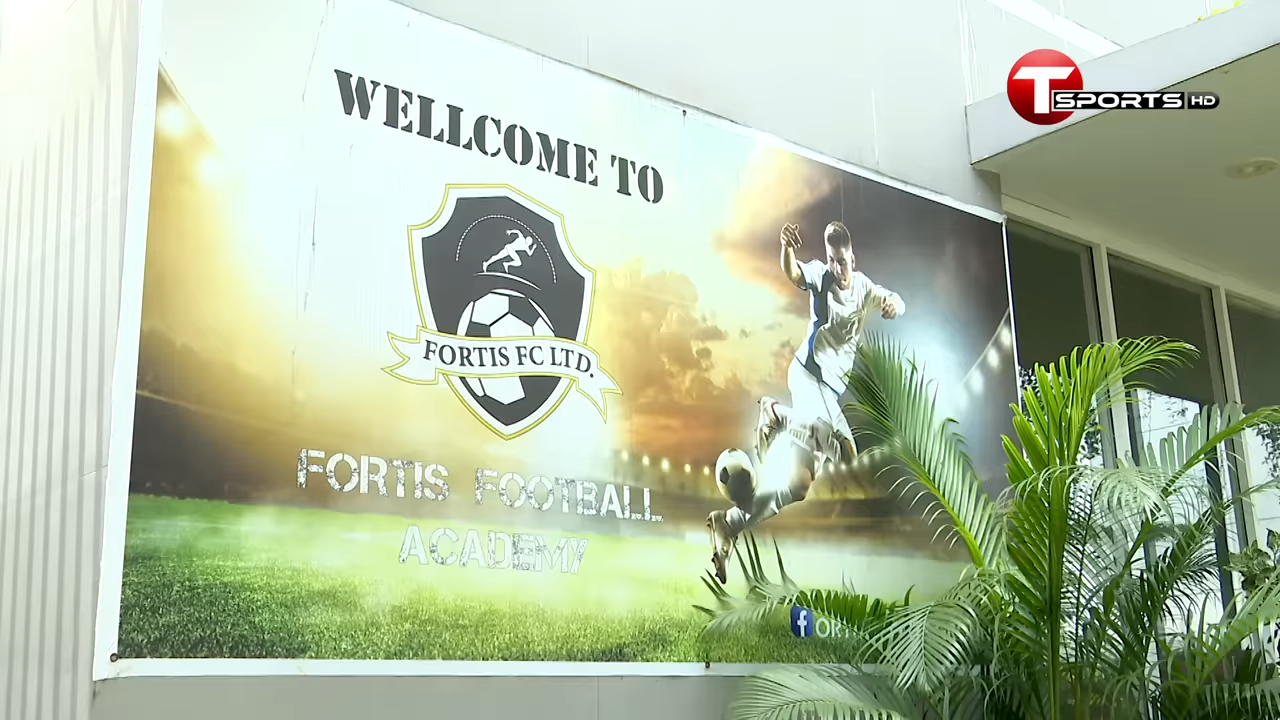 T SPORTS HD
WELLCOME TO
FORTIS FC LTD.
FORTIS FOOTBALL
ACADEMY
f